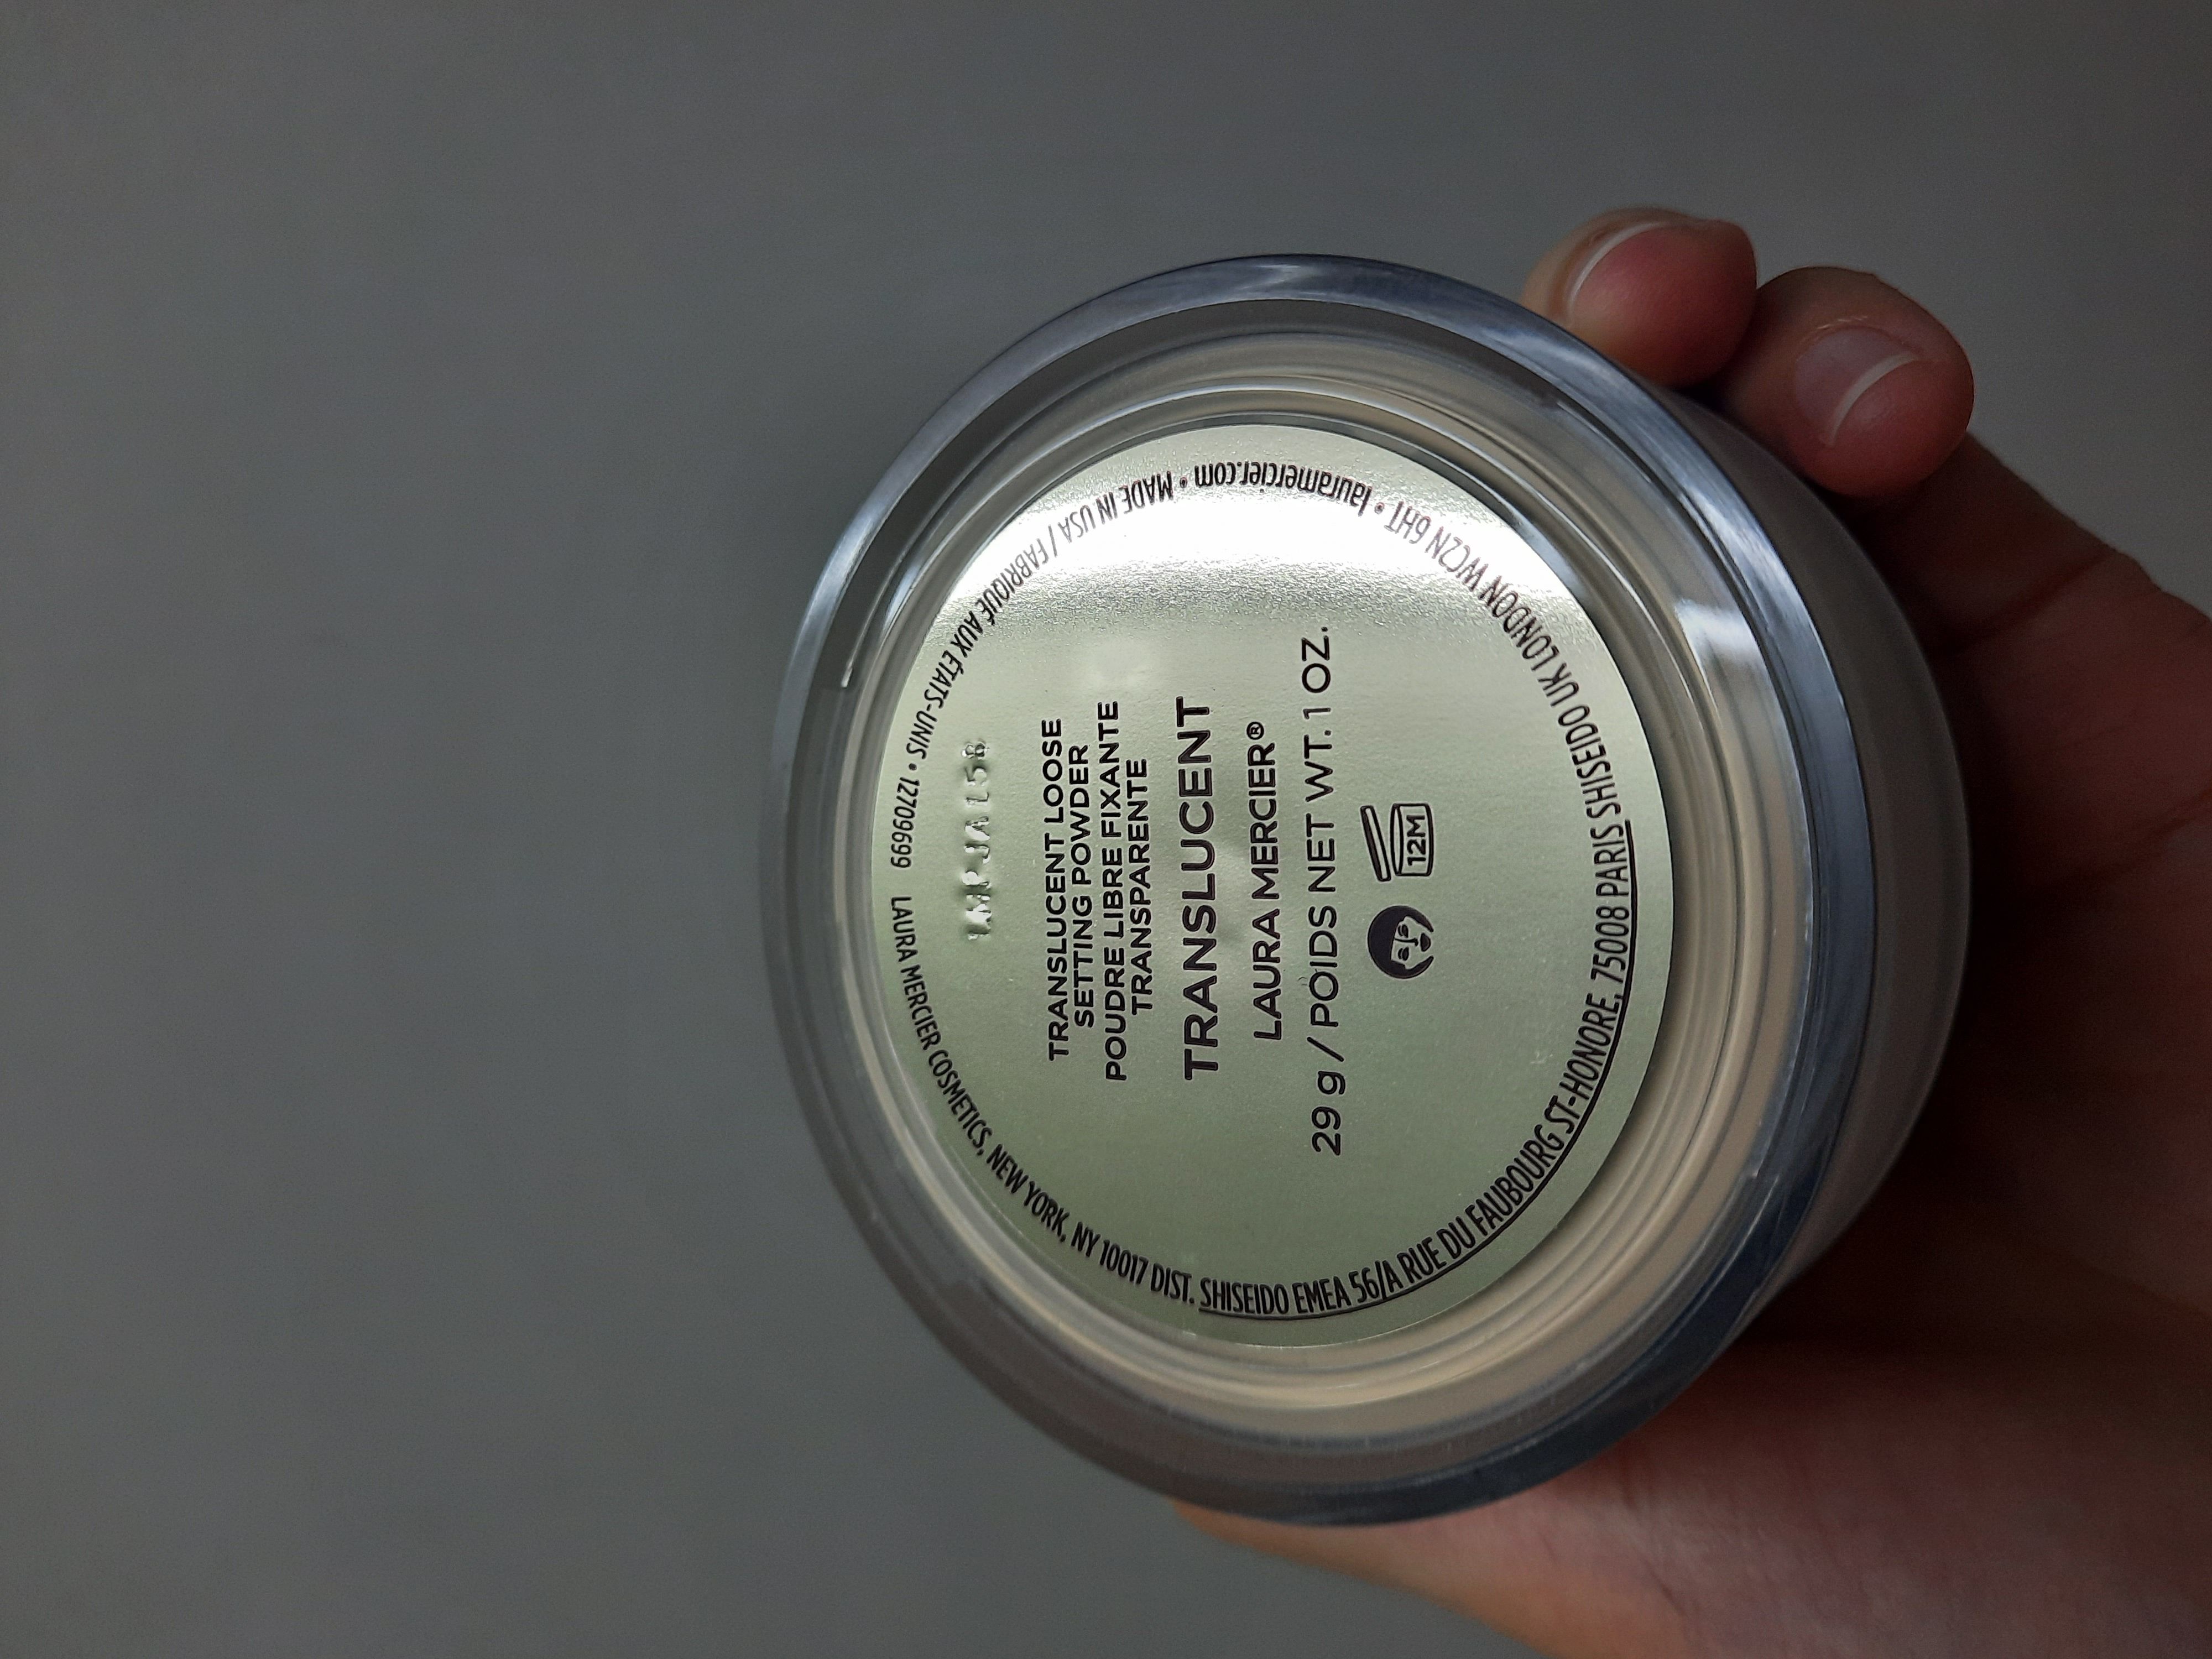 TRANSLUCENT LOOSE
SETTING POWDER
POUDRE LIBRE FIXANTE
TRANSPARENTE
TRANSLUCENT
LAURA MERCIER®
29 g / POIDS NET WT. 1 OZ.
12M
LAURA MERCIER COSMETICS, NEW YORK, NY 10017 DIST. SHISEIDO EMEA 56/A RUE DU FAUBOURG ST-HONORE, 75008 PARIS SHISEIDO UK LONDON WC2N 6HT • lauramercier.com • MADE IN USA / FABRIQUÉ AUX ÉTATS-UNIS • 12709699